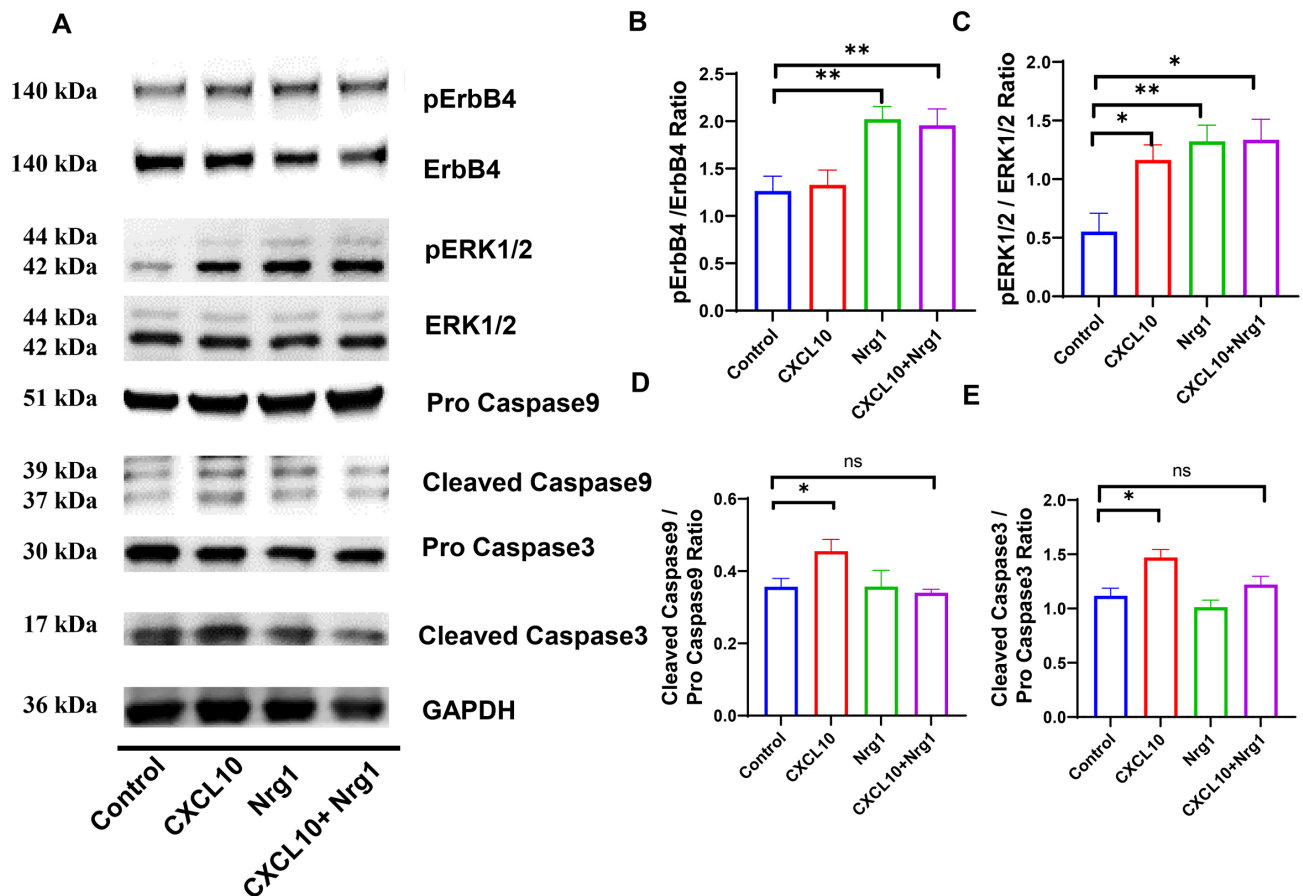 A
140 kDa
pErbB4
140 kDa
ErbB4
44 kDa
42 kDa
pERK1/2
44 kDa
42 kDa
ERK1/2
51 kDa
Pro Caspase9
39 kDa
37 kDa
Cleaved Caspase9
30 kDa
Pro Caspase3
17 kDa
Cleaved Caspase3
36 kDa
GAPDH
Control
CXCL10
Nrg1
CXCL10+ Nrg1
B
pErbB4 /ErbB4 Ratio
2.5
2.0
1.5
1.0
0.5
0.0
**
**
Control
CXCL10
Nrg1
CXCL10+Nrg1
C
pERK1/2 / ERK1/2 Ratio
2.0
1.5
1.0
0.5
0.0
*
**
*
Control
CXCL10
Nrg1
CXCL10+Nrg1
D
Cleaved Caspase9 /
Pro Caspase9 Ratio
0.6
0.4
0.2
0.0
ns
*
Control
CXCL10
Nrg1
CXCL10+Nrg1
E
Cleaved Caspase3 /
Pro Caspase3 Ratio
2.0
1.5
1.0
0.5
0.0
ns
*
Control
CXCL10
Nrg1
CXCL10+Nrg1